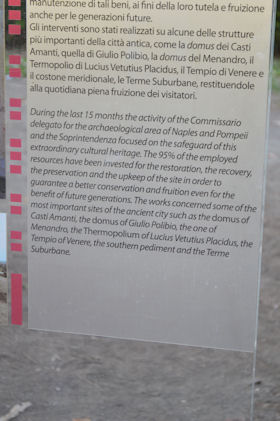 manutenzione di tali beni, ai fini della loro tutela e fruizione
anche per le generazioni future.
Gli interventi sono stati realizzati su alcune delle strutture
più importanti della città antica, come la domus dei Casti
Amanti, quella di Giulio Polibio, la domus del Menandro, il
Termopolio di Lucius Vetutius Placidus, il Tempio di Venere e
il costone meridionale, le Terme Suburbane, restituendole
alla quotidiana piena fruizione dei visitatori.
During the last 15 months the activity of the Commissario
delegato for the archaeological area of Naples and Pompeii
and the Soprintendenza focused on the safeguard of this
extraordinary cultural heritage. The 95% of the employed
resources have been invested for the restoration, the recovery,
the preservation and the upkeep of the site in order to
guarantee a better conservation and fruition even for the
benefit of future generations. The works concerned some of the
most important sites of the ancient city such as the domus of
Casti Amanti, the domus of Giulio Polibio, the one of
Menandro, the Thermopolium of Lucius Vetutius Placidus, the
Tempio of Venere, the southern pediment and the Terme
Suburbane.